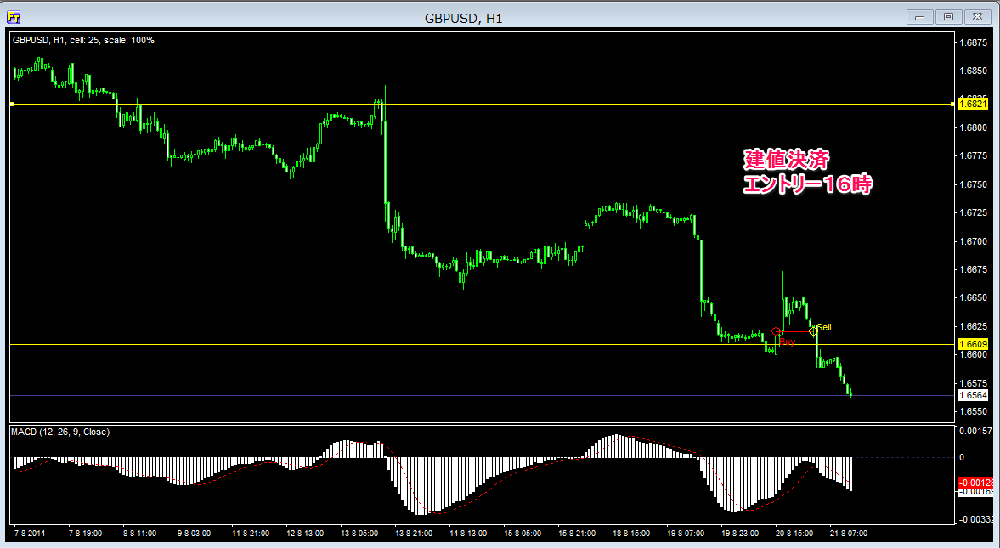 GBPUSD, H1
GBPUSD, H1, cell: 25, scale: 100%
1.6875
1.6850
1.6821
1.6800
1.6775
建値決済
エントリー16時
1.6750
1.6725
1.6700
1.6675
1.6650
1.6625
Sell
Buy
1.6609
1.6600
1.6575
1.6564
1.6550
MACD (12, 26, 9, Close)
0.00157
0
-0.00128
-0.00169
-0.00332
7 8 2014
7 8 19:00
8 8 11:00
9 8 03:00
11 8 21:00
12 8 13:00
13 8 05:00
13 8 21:00
14 8 13:00
15 8 05:00
15 8 21:00
18 8 15:00
19 8 07:00
19 8 23:00
20 8 15:00
21 8 07:00